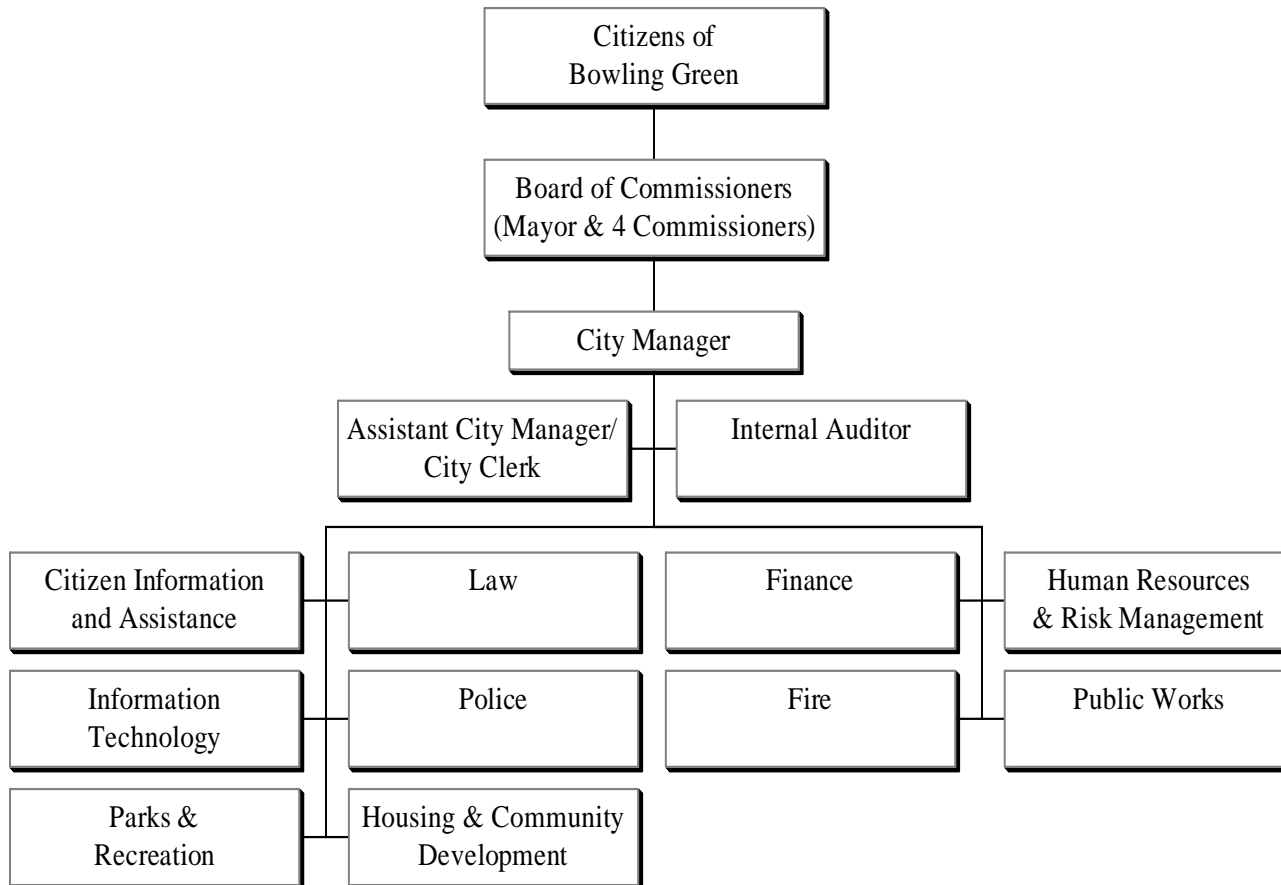 Citizens of
Bowling Green
Board of Commissioners
(Mayor & 4 Commissioners)
City Manager
Assistant City Manager/
City Clerk
Internal Auditor
Citizen Information
and Assistance
Law
Finance
Human Resources
& Risk Management
Information
Technology
Police
Fire
Public Works
Parks &
Recreation
Housing & Community
Development